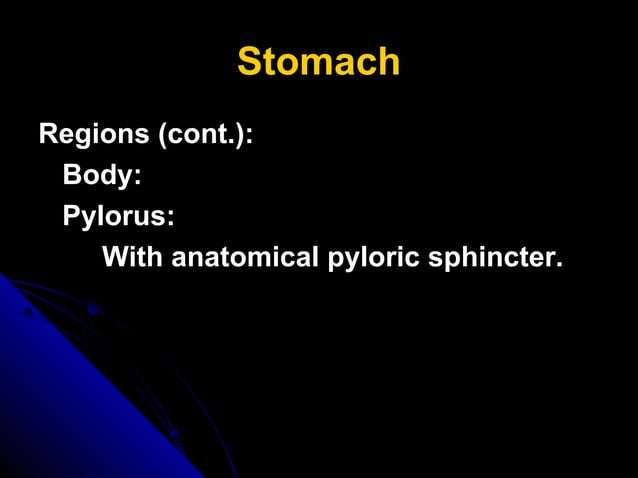 Stomach
Regions (cont.):
Body:
Pylorus:
With anatomical pyloric sphincter.